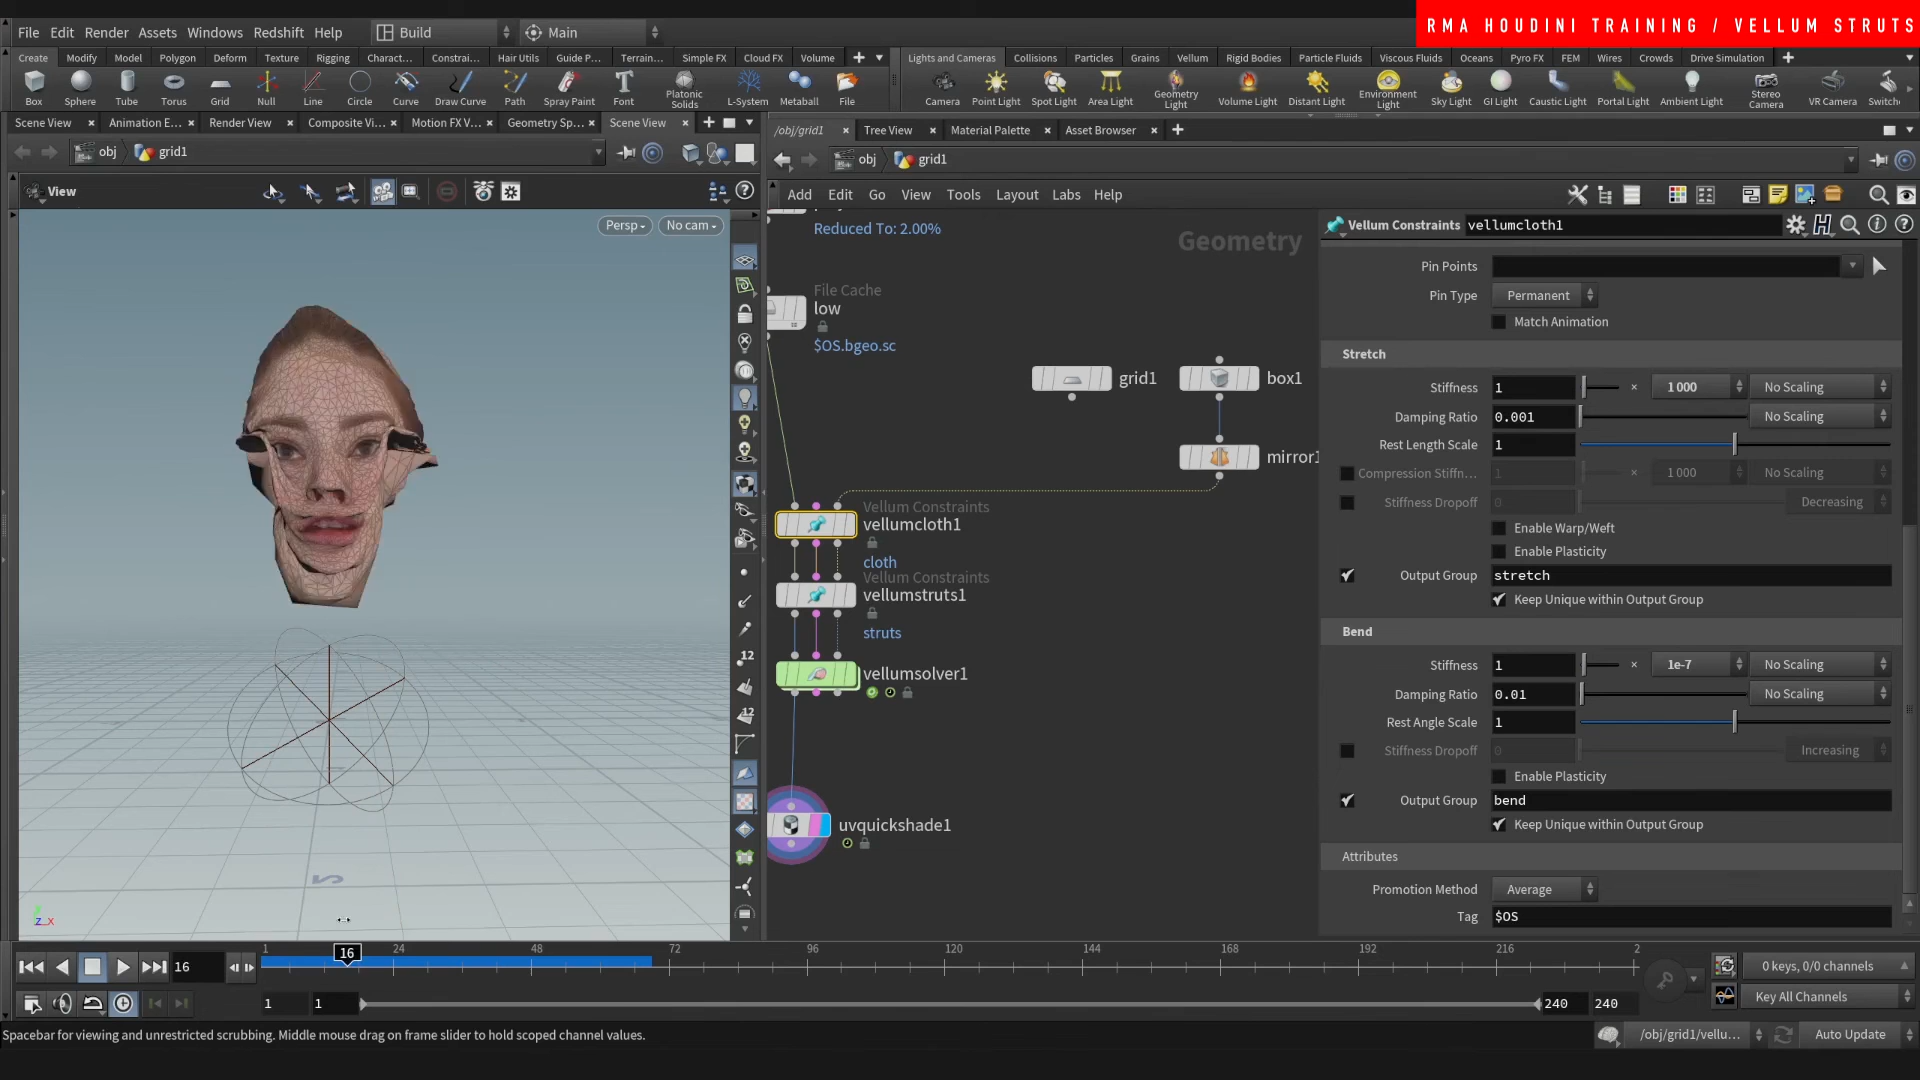 RMA HOUDINI TRAINING / VELLUM STRUTS
File Edit Render Assets Windows Redshift Help Build Main
Create Modify Model Polygon Deform Texture Rigging Charact... Constrai... Hair Utils Guide P... Terrain... Simple FX Cloud FX Volume
Lights and Cameras Collisions Particles Grains Vellum Rigid Bodies Particle Fluids Viscous Fluids Oceans Pyro FX FEM Wires Crowds Drive Simulation
Box Sphere Tube Torus Grid Null Line Circle Curve Draw Curve Path Spray Paint Font Platonic Solids L-System Metaball File
Camera Point Light Spot Light Area Light Geometry Light Volume Light Distant Light Environment Light Sky Light GI Light Caustic Light Portal Light Ambient Light Stereo Camera VR Camera Switch
Scene View Animation E... Render View Composite Vi... Motion FX V... Geometry Sp... Scene View
/obj/grid1 Tree View Material Palette Asset Browser
obj grid1
obj grid1
View
Add Edit Go View Tools Layout Labs Help
Persp No cam
Geometry
Reduced To: 2.00%
File Cache
low
$OS.bgeo.sc
grid1 box1
mirror1
Vellum Constraints
vellumcloth1
cloth
Vellum Constraints
vellumstruts1
struts
vellumsolver1
uvquickshade1
12
12
Z X
Vellum Constraints vellumcloth1
Pin Points
Pin Type Permanent
Match Animation
Stretch
Stiffness 1 × 1000 No Scaling
Damping Ratio 0.001 No Scaling
Rest Length Scale 1
Compression Stiffn... 1 × 1000 No Scaling
Stiffness Dropoff 0 Decreasing
Enable Warp/Weft
Enable Plasticity
Output Group stretch
Keep Unique within Output Group
Bend
Stiffness 1 × 1e-7 No Scaling
Damping Ratio 0.01 No Scaling
Rest Angle Scale 1
Stiffness Dropoff 0 Increasing
Enable Plasticity
Output Group bend
Keep Unique within Output Group
Attributes
Promotion Method Average
Tag $OS
1 24 48 72 96 120 144 168 192 216 2
16
16
0 keys, 0/0 channels
1 1 240 240 Key All Channels
Spacebar for viewing and unrestricted scrubbing. Middle mouse drag on frame slider to hold scoped channel values.
/obj/grid1/vellu... Auto Update